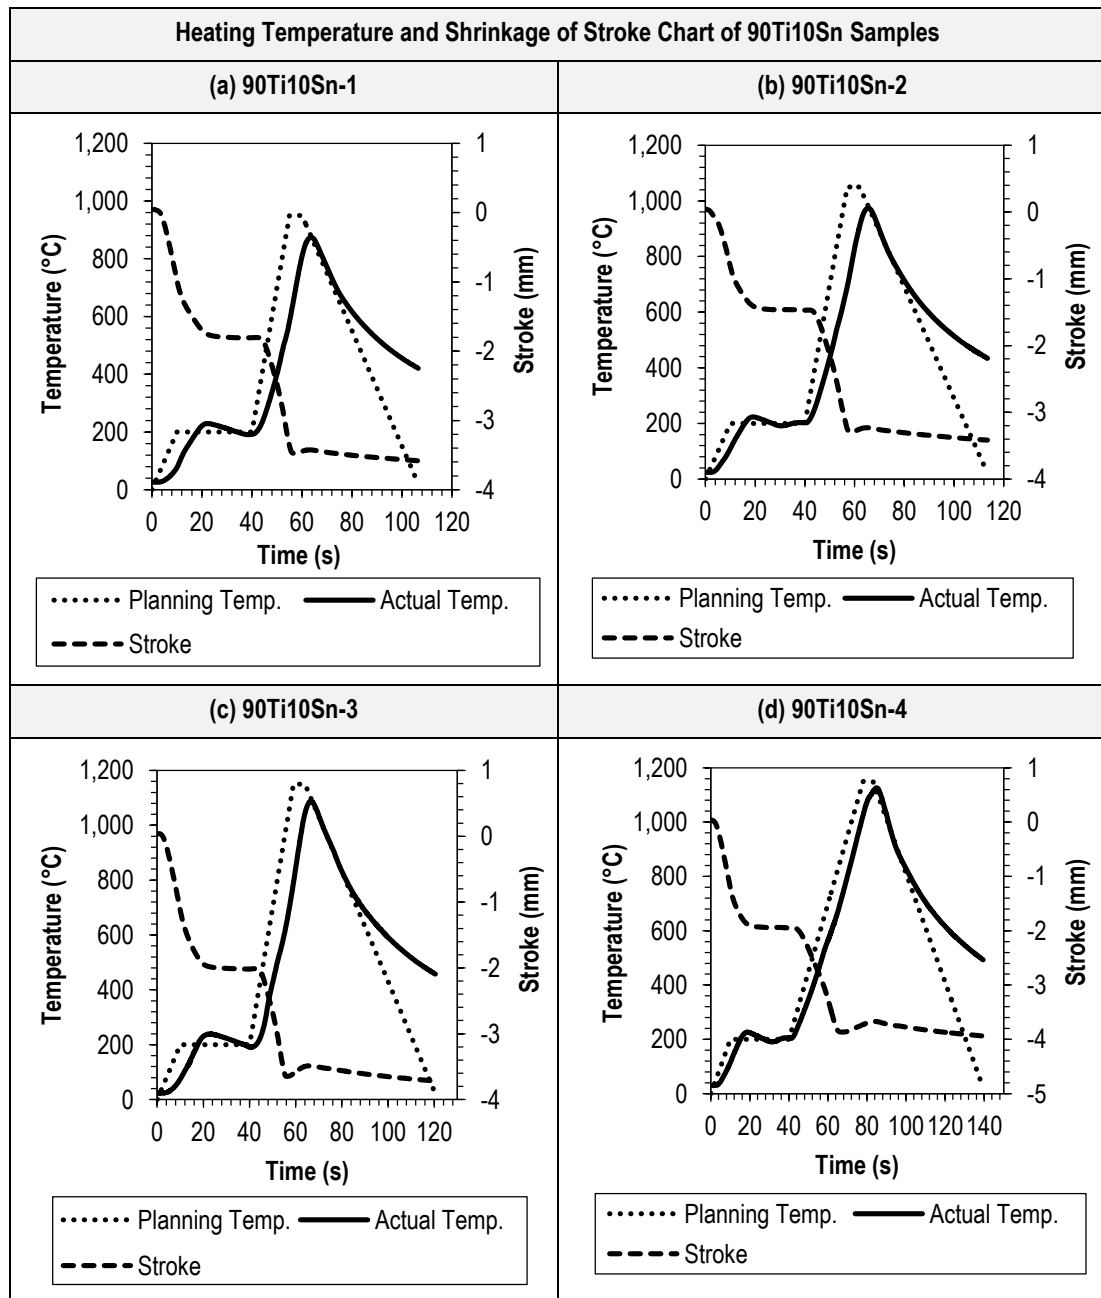 Heating Temperature and Shrinkage of Stroke Chart of 90Ti10Sn Samples
(a) 90Ti10Sn-1
(b) 90Ti10Sn-2
1,200
1,000
800
600
400
200
0
Temperature (°C)
1
0
-1
-2
-3
-4
Stroke (mm)
0 20 40 60 80 100 120
Time (s)
Planning Temp. Actual Temp.
Stroke
1,200
1,000
800
600
400
200
0
Temperature (°C)
1
0
-1
-2
-3
-4
Stroke (mm)
0 20 40 60 80 100 120
Time (s)
Planning Temp. Actual Temp.
Stroke
(c) 90Ti10Sn-3
(d) 90Ti10Sn-4
1,200
1,000
800
600
400
200
0
Temperature (°C)
1
0
-1
-2
-3
-4
Stroke (mm)
0 20 40 60 80 100 120
Time (s)
Planning Temp. Actual Temp.
Stroke
1,200
1,000
800
600
400
200
0
Temperature (°C)
1
0
-1
-2
-3
-4
-5
Stroke (mm)
0 20 40 60 80 100 120 140
Time (s)
Planning Temp. Actual Temp.
Stroke